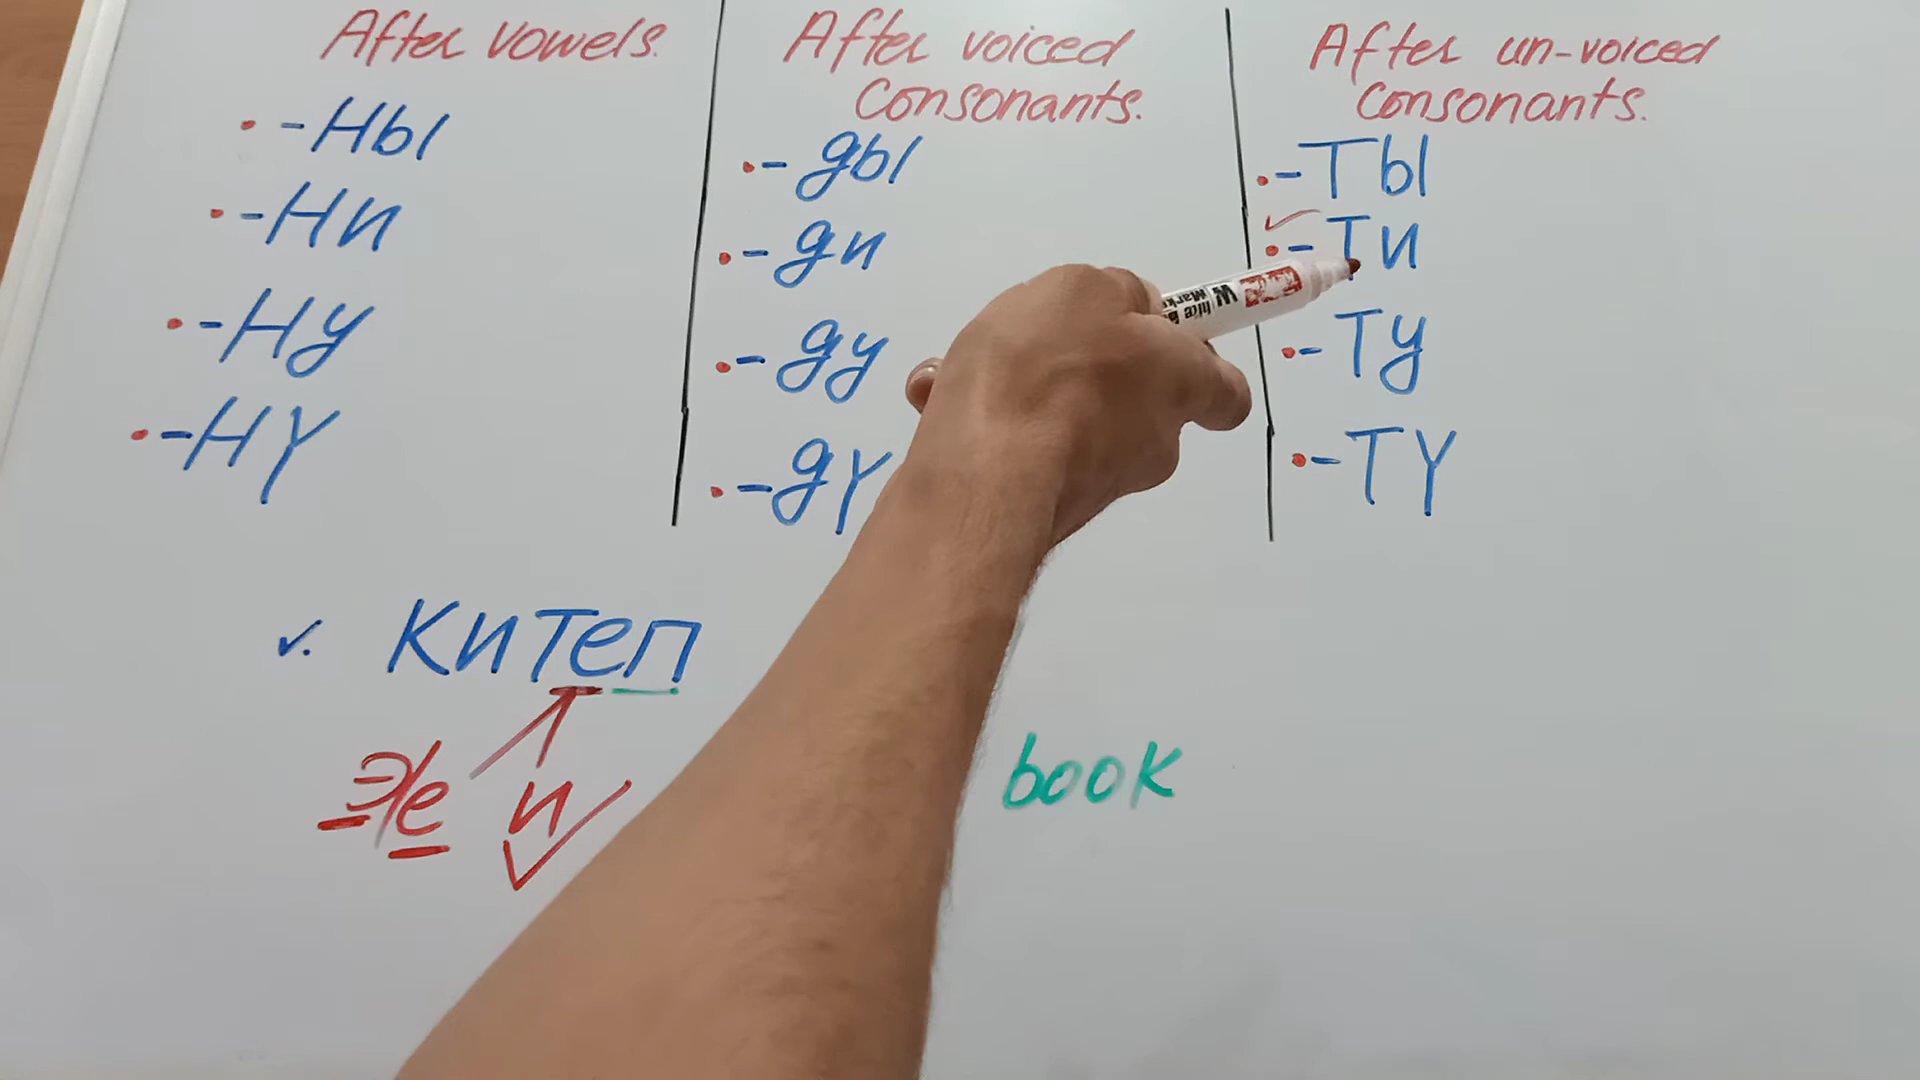 After vowels.
-Ны
-Ни
-Ну
-Нү
After voiced
Consonants.
-ды
-ди
-ду
-дү
After un-voiced
Consonants.
-Ты
-Ти
-Ту
-Тү
Китеп
Э/е и
book